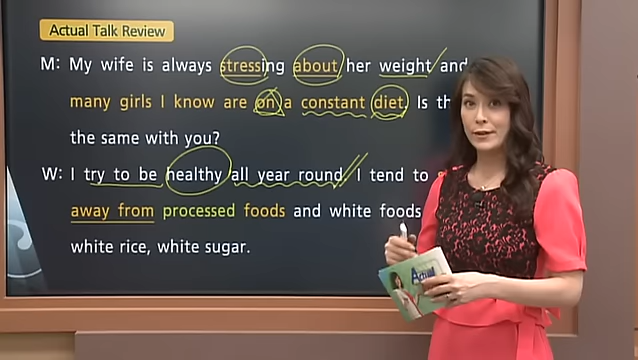 Actual Talk Review
M: My wife is always stressing about her weight and
many girls I know are on a constant diet. Is
the same with you?
W: I try to be healthy all year round. I tend to
away from processed foods and white foods
white rice, white sugar.
Actual